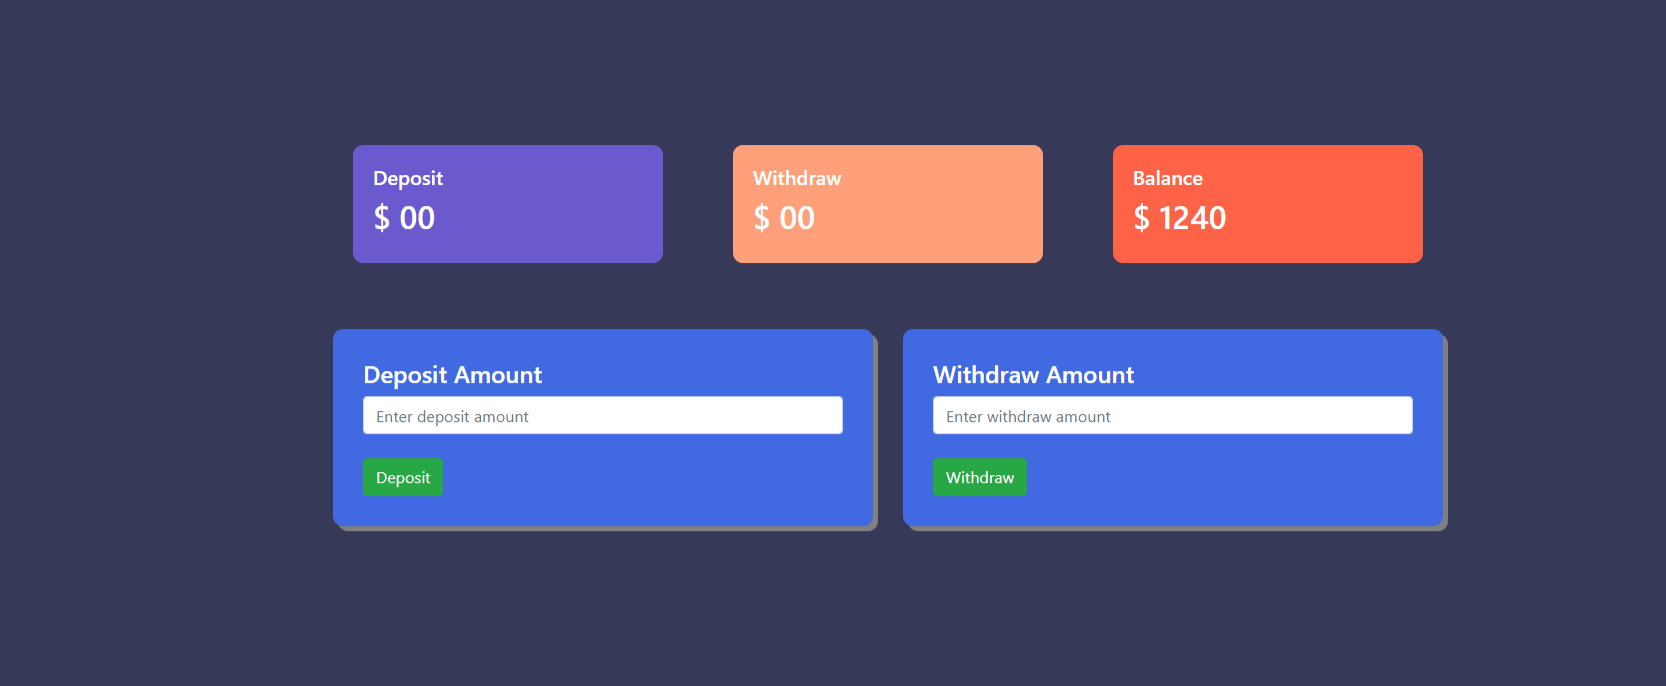 Deposit
$ 00
Withdraw
$ 00
Balance
$ 1240
Deposit Amount
Enter deposit amount
Deposit
Withdraw Amount
Enter withdraw amount
Withdraw